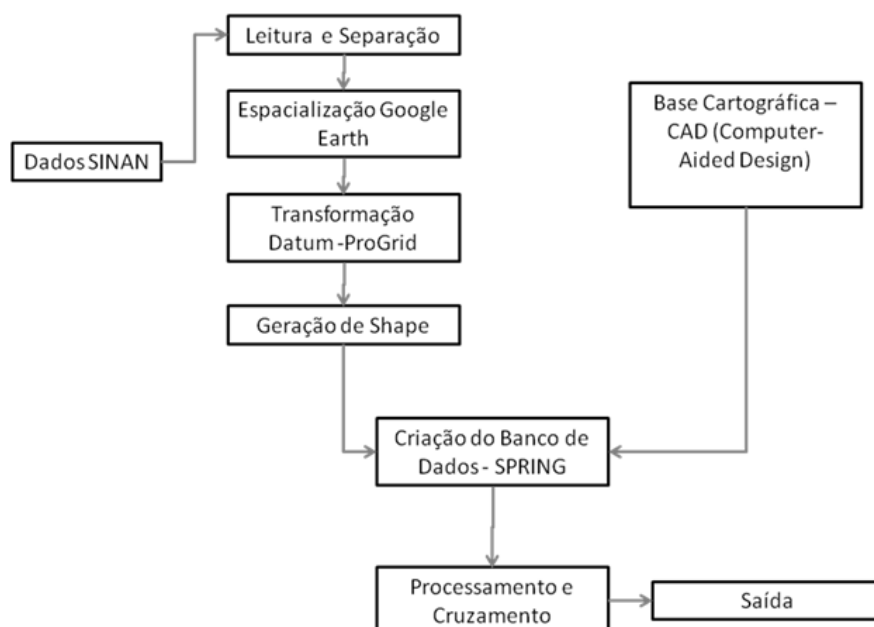 Leitura e Separação
Espacialização Google
Earth
Base Cartográfica –
CAD (Computer-
Aided Design)
Dados SINAN
Transformação
Datum -ProGrid
Geração de Shape
Criação do Banco de
Dados - SPRING
Processamento e
Cruzamento
Saída